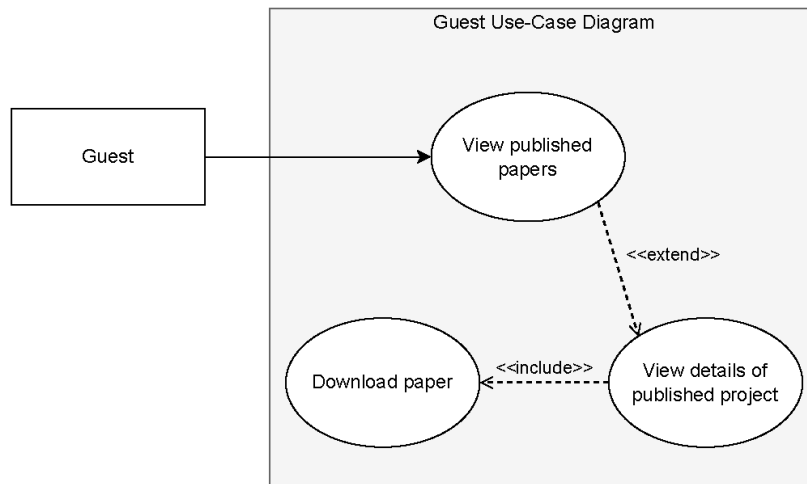 Guest Use-Case Diagram
Guest
View published
papers
<<extend>>
Download paper
<<include>>
View details of
published project